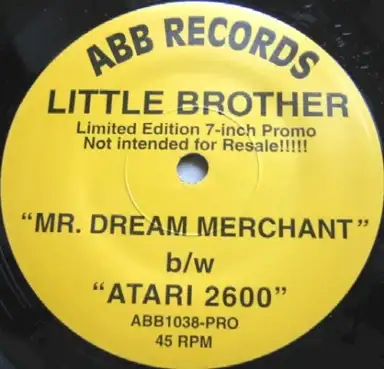 ABB RECORDS
LITTLE BROTHER
Limited Edition 7-inch Promo
Not intended for Resale!!!!!
“MR. DREAM MERCHANT”
b/w
“ATARI 2600”
ABB1038-PRO
45 RPM